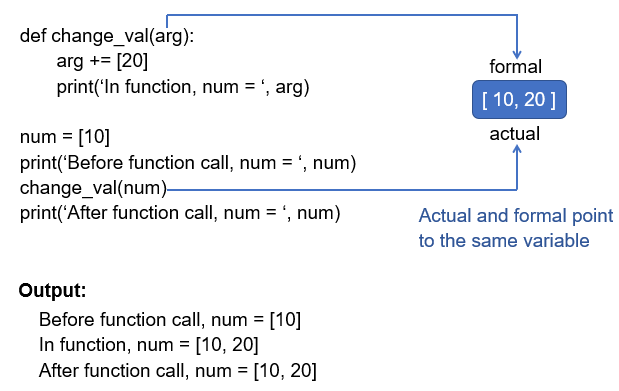 def change_val(arg):
arg += [20]
print(‘In function, num = ‘, arg)
num = [10]
print(‘Before function call, num = ‘, num)
change_val(num)
print(‘After function call, num = ‘, num)
formal
[ 10, 20 ]
actual
Actual and formal point
to the same variable
Output:
Before function call, num = [10]
In function, num = [10, 20]
After function call, num = [10, 20]